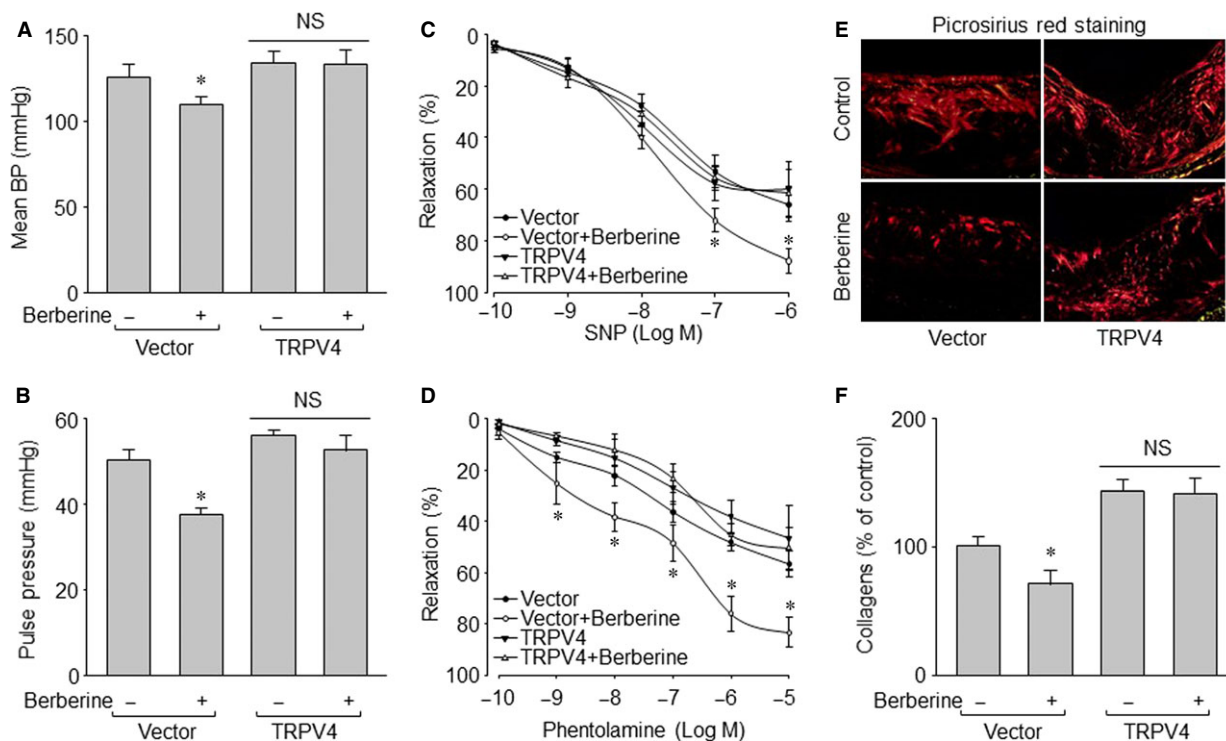 A
NS
150
100
50
0
Mean BP (mmHg)
*
Berberine – + – +
Vector TRPV4
B
NS
60
40
20
0
Pulse pressure (mmHg)
*
Berberine – + – +
Vector TRPV4
C
0
20
40
60
80
100
Relaxation (%)
Vector
Vector+Berberine
TRPV4
TRPV4+Berberine
* *
–10 –9 –8 –7 –6
SNP (Log M)
D
0
20
40
60
80
100
Relaxation (%)
* * * * *
Vector
Vector+Berberine
TRPV4
TRPV4+Berberine
–10 –9 –8 –7 –6 –5
Phentolamine (Log M)
E
Picrosirius red staining
Control
Berberine
Vector TRPV4
F
200
100
0
Collagens (% of control)
NS
*
Berberine – + – +
Vector TRPV4